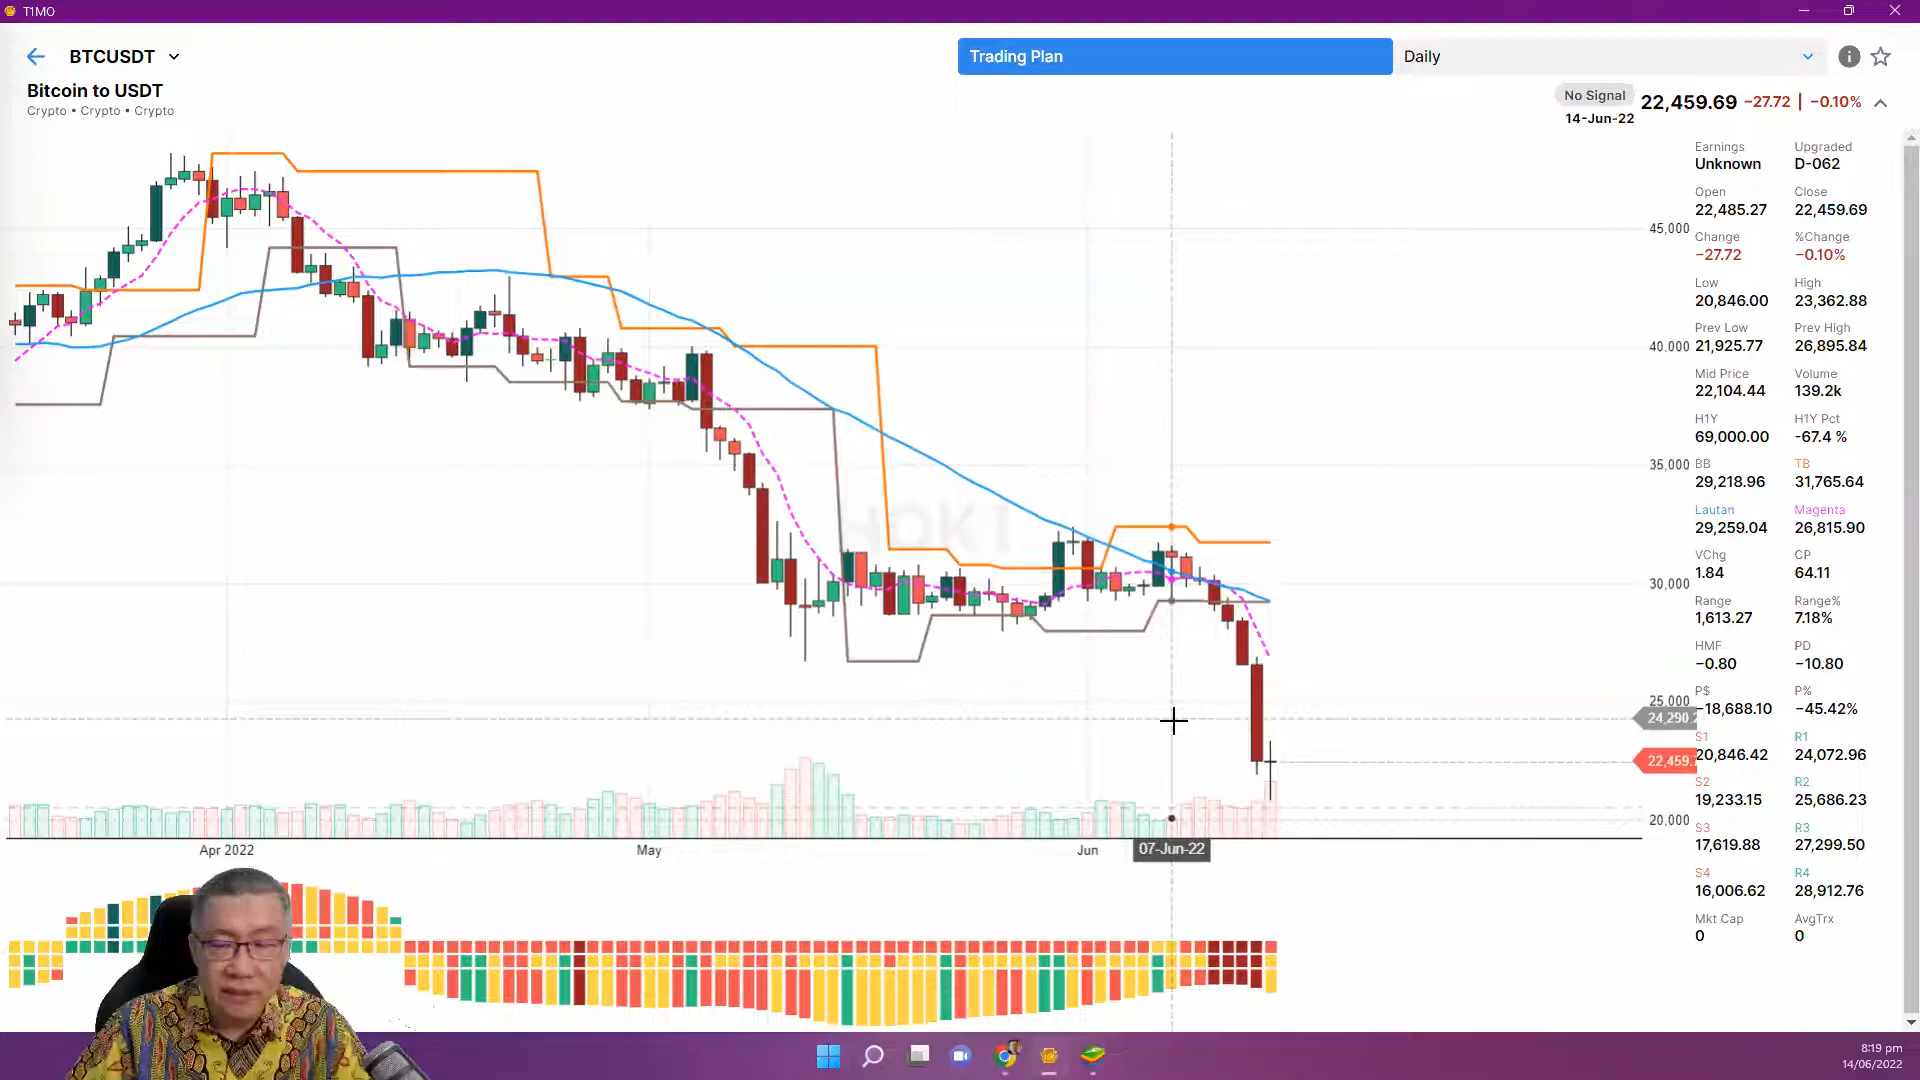 T1MO
BTCUSDT
Trading Plan
Daily
Bitcoin to USDT
Crypto • Crypto • Crypto
No Signal
22,459.69 −27.72 | −0.10%
14-Jun-22
Earnings Upgraded
Unknown D-062
Open Close
22,485.27 22,459.69
Change %Change
−27.72 −0.10%
Low High
20,846.00 23,362.88
Prev Low Prev High
21,925.77 26,895.84
Mid Price Volume
22,104.44 139.2k
H1Y H1Y Pct
69,000.00 -67.4 %
BB TB
29,218.96 31,765.64
Lautan Magenta
29,259.04 26,815.90
VChg CP
1.84 64.11
Range Range%
1,613.27 7.18%
HMF PD
−0.80 −10.80
P$ P%
−18,688.10 −45.42%
S1 R1
20,846.42 24,072.96
S2 R2
19,233.15 25,686.23
S3 R3
17,619.88 27,299.50
S4 R4
16,006.62 28,912.76
Mkt Cap AvgTrx
0 0
45,000
40,000
35,000
30,000
25,000
24,290.
22,459.
20,000
HOKI
Apr 2022 May Jun 07-Jun-22
8:19 pm
14/06/2022